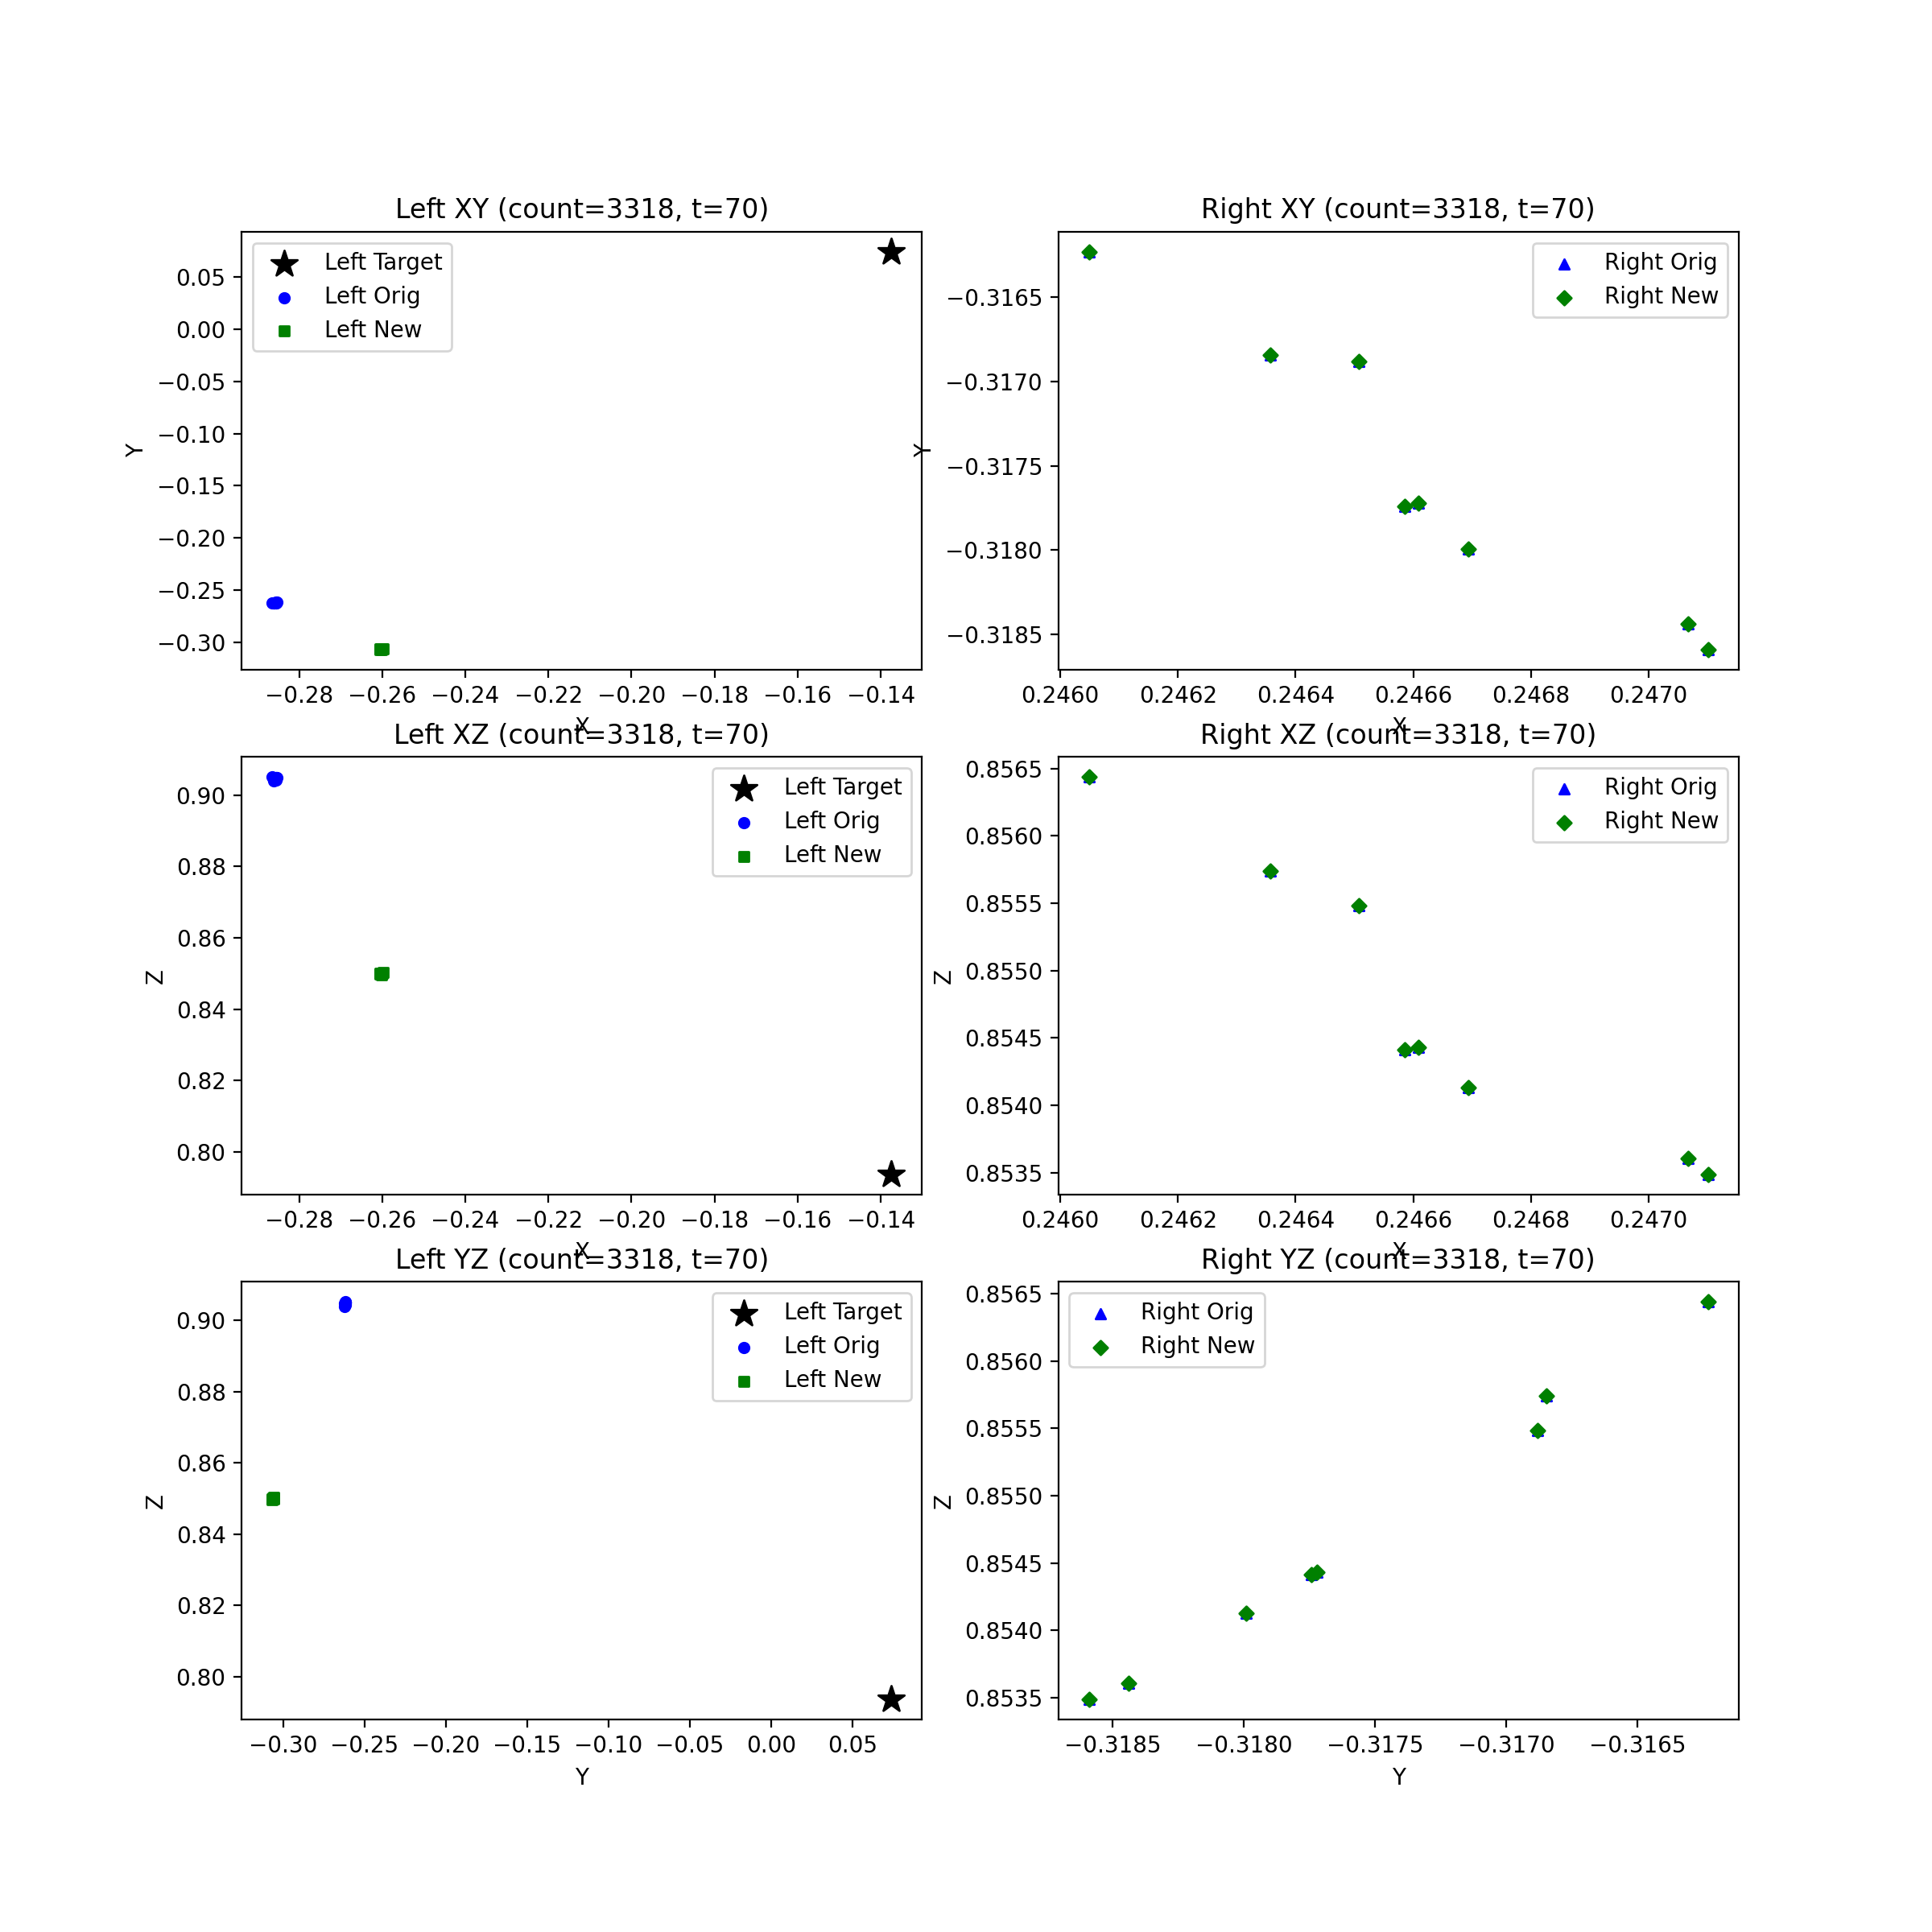 Left XY (count=3318, t=70)
Left Target
Left Orig
Left New
0.05
0.00
−0.05
−0.10
−0.15
−0.20
−0.25
−0.30
Y
−0.28 −0.26 −0.24 −0.22 −0.20 −0.18 −0.16 −0.14
X
Right XY (count=3318, t=70)
Right Orig
Right New
−0.3165
−0.3170
−0.3175
−0.3180
−0.3185
Y
0.2460 0.2462 0.2464 0.2466 0.2468 0.2470
X
Left XZ (count=3318, t=70)
Left Target
Left Orig
Left New
0.90
0.88
0.86
0.84
0.82
0.80
Z
−0.28 −0.26 −0.24 −0.22 −0.20 −0.18 −0.16 −0.14
X
Right XZ (count=3318, t=70)
Right Orig
Right New
0.8565
0.8560
0.8555
0.8550
0.8545
0.8540
0.8535
Z
0.2460 0.2462 0.2464 0.2466 0.2468 0.2470
X
Left YZ (count=3318, t=70)
Left Target
Left Orig
Left New
0.90
0.88
0.86
0.84
0.82
0.80
Z
−0.30 −0.25 −0.20 −0.15 −0.10 −0.05 0.00 0.05
Y
Right YZ (count=3318, t=70)
Right Orig
Right New
0.8565
0.8560
0.8555
0.8550
0.8545
0.8540
0.8535
Z
−0.3185 −0.3180 −0.3175 −0.3170 −0.3165
Y